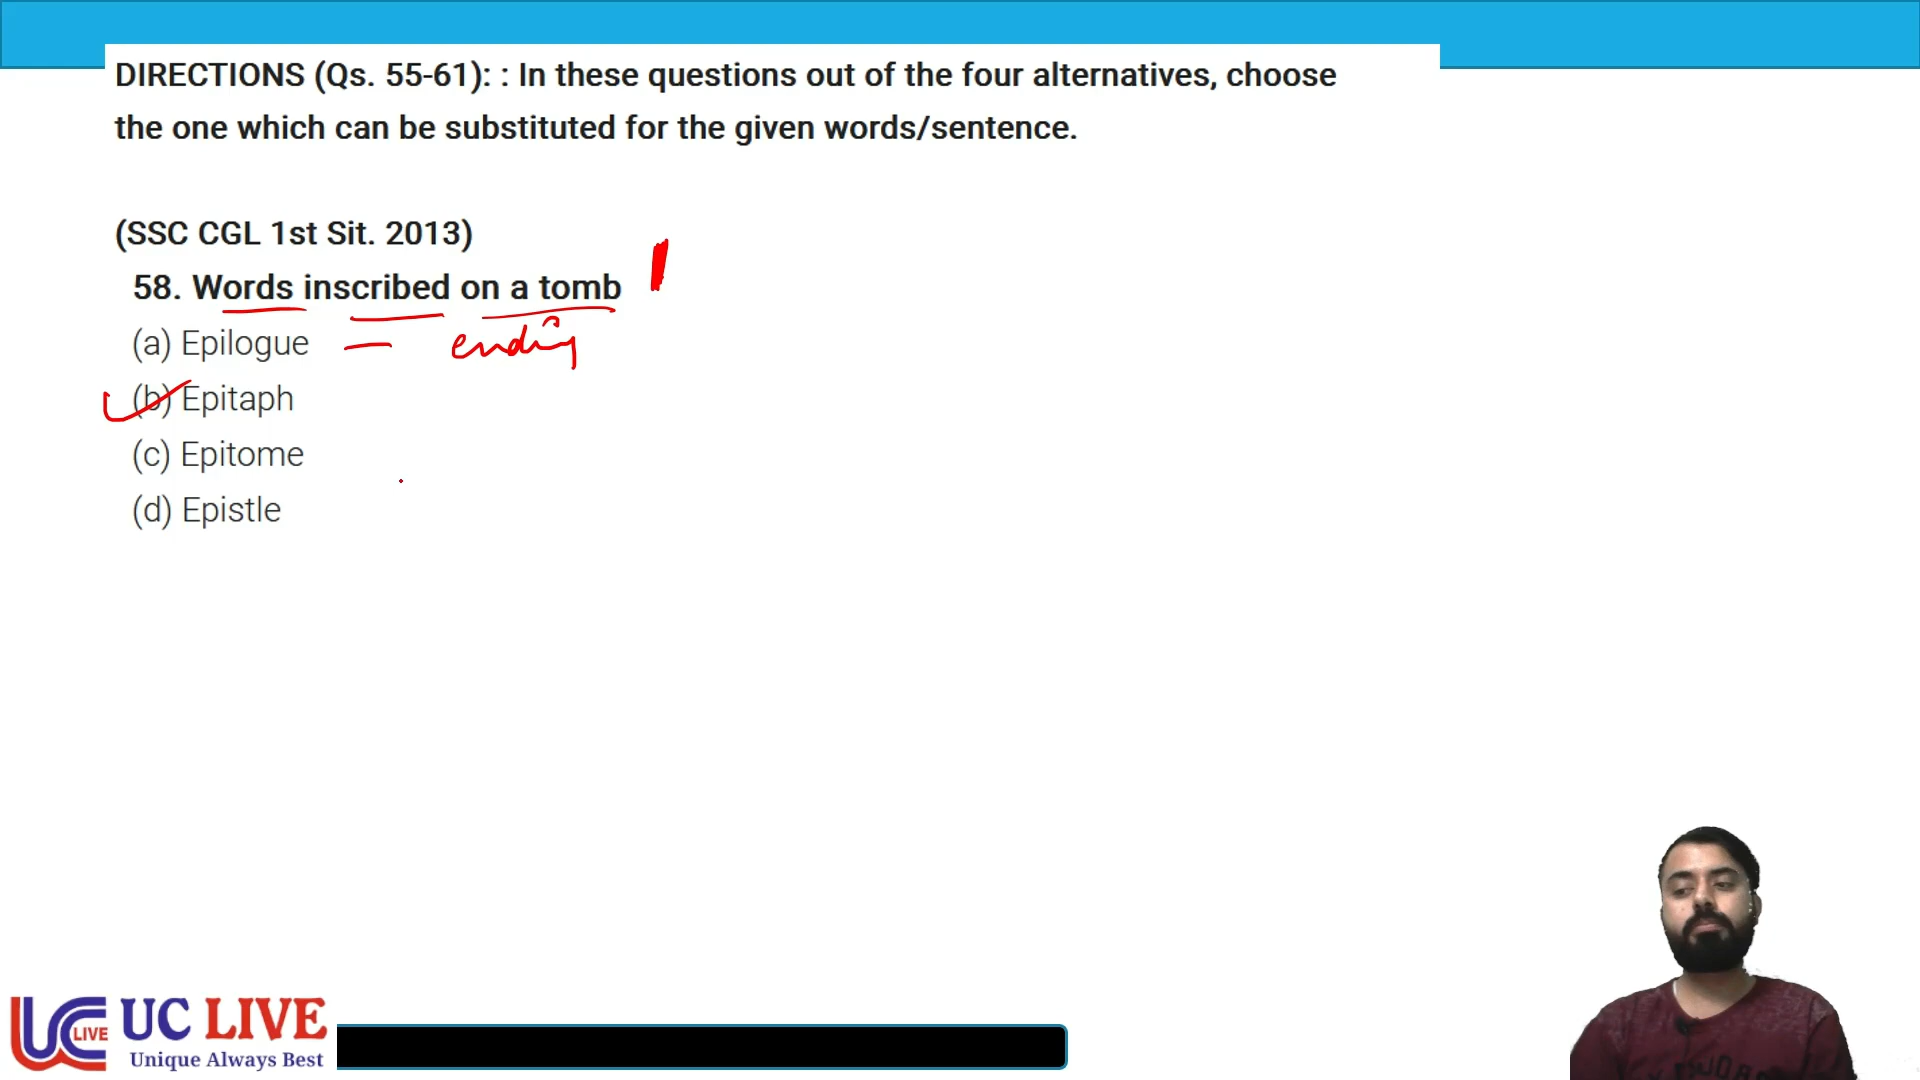 DIRECTIONS (Qs. 55-61): : In these questions out of the four alternatives, choose
the one which can be substituted for the given words/sentence.
(SSC CGL 1st Sit. 2013)
58. Words inscribed on a tomb
(a) Epilogue — ending
(b) Epitaph
(c) Epitome
(d) Epistle
UC LIVE
LIVE
Unique Always Best